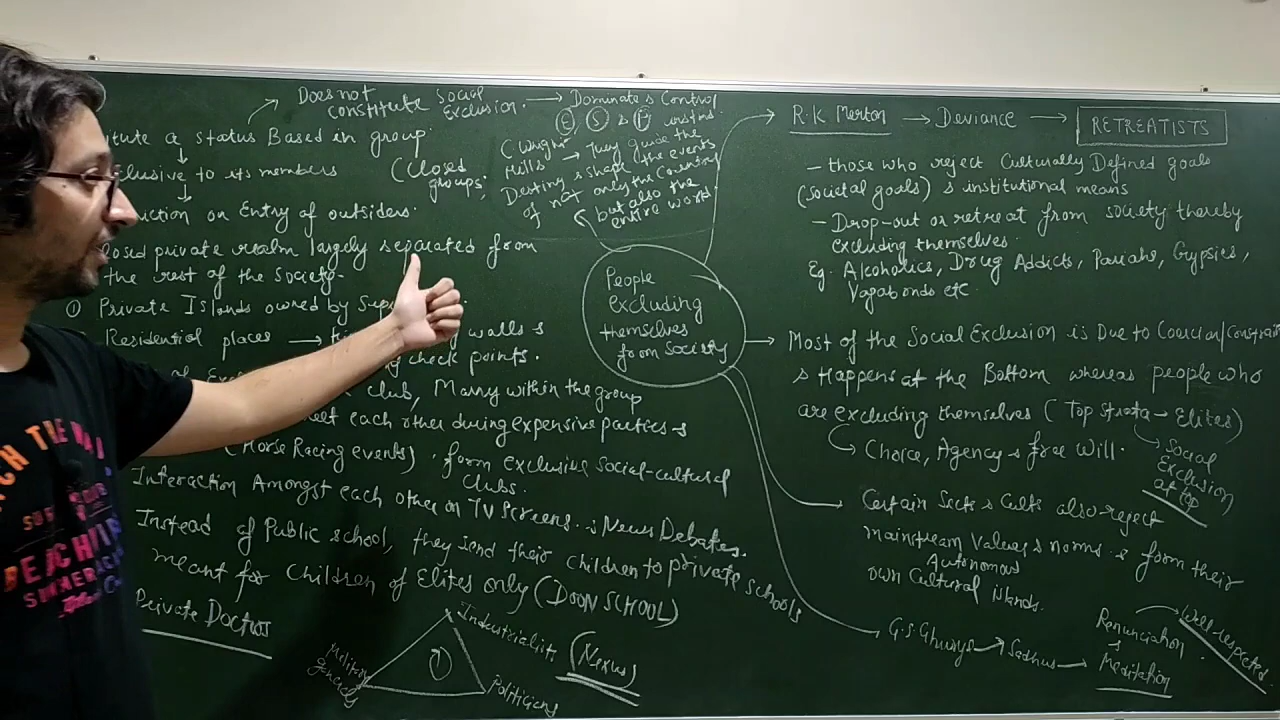 Does not
constitute Social
Exclusion. → Dominate & Control
Ⓔ, Ⓢ & Ⓟ
itute a status Based in group.
lusive to its members
(closed
groups;
uction on Entry of outsiders.
losed private realm largely separated from
the rest of the Society-
① Private Islands owned by
Residential places → walls &
check points.
club, Marry within the group
eet each other during expensive parties &
(Horse Racing events). form exclusive social-cultural
clubs.
Interaction Amongst each other on TV screens. & News Debates.
Instead of Public school, they send their children to private schools
meant for children of Elites only (DOON SCHOOL)
Private Doctors
Industrialists
(Nexus)
①
Politicians
(Wright
Mills → They guide the
Destiny & shape the events
of not only the country
but also the
entire world
People
Excluding
themselves
from Society
R.K Merton → Deviance → RETREATISTS
- those who reject Culturally Defined goals
(societal goals) & institutional means
- Drop-out or retreat from society thereby
excluding themselves.
Eg. Alcoholics, Drug Addicts, Pariahs, Gypsies,
Vagabonds etc
→ Most of the Social Exclusion is Due to
& Happens at the Bottom whereas people who
are excluding themselves (Top strata → Elites)
Choice, Agency & free Will.
Social
Exclusion
at top
Certain Sects & Cults also reject
mainstream values & norms & form their
Autonomous
own Cultural islands.
G.S Ghurye → Sadhus →
Renunciation
&
Meditation
Well-respected